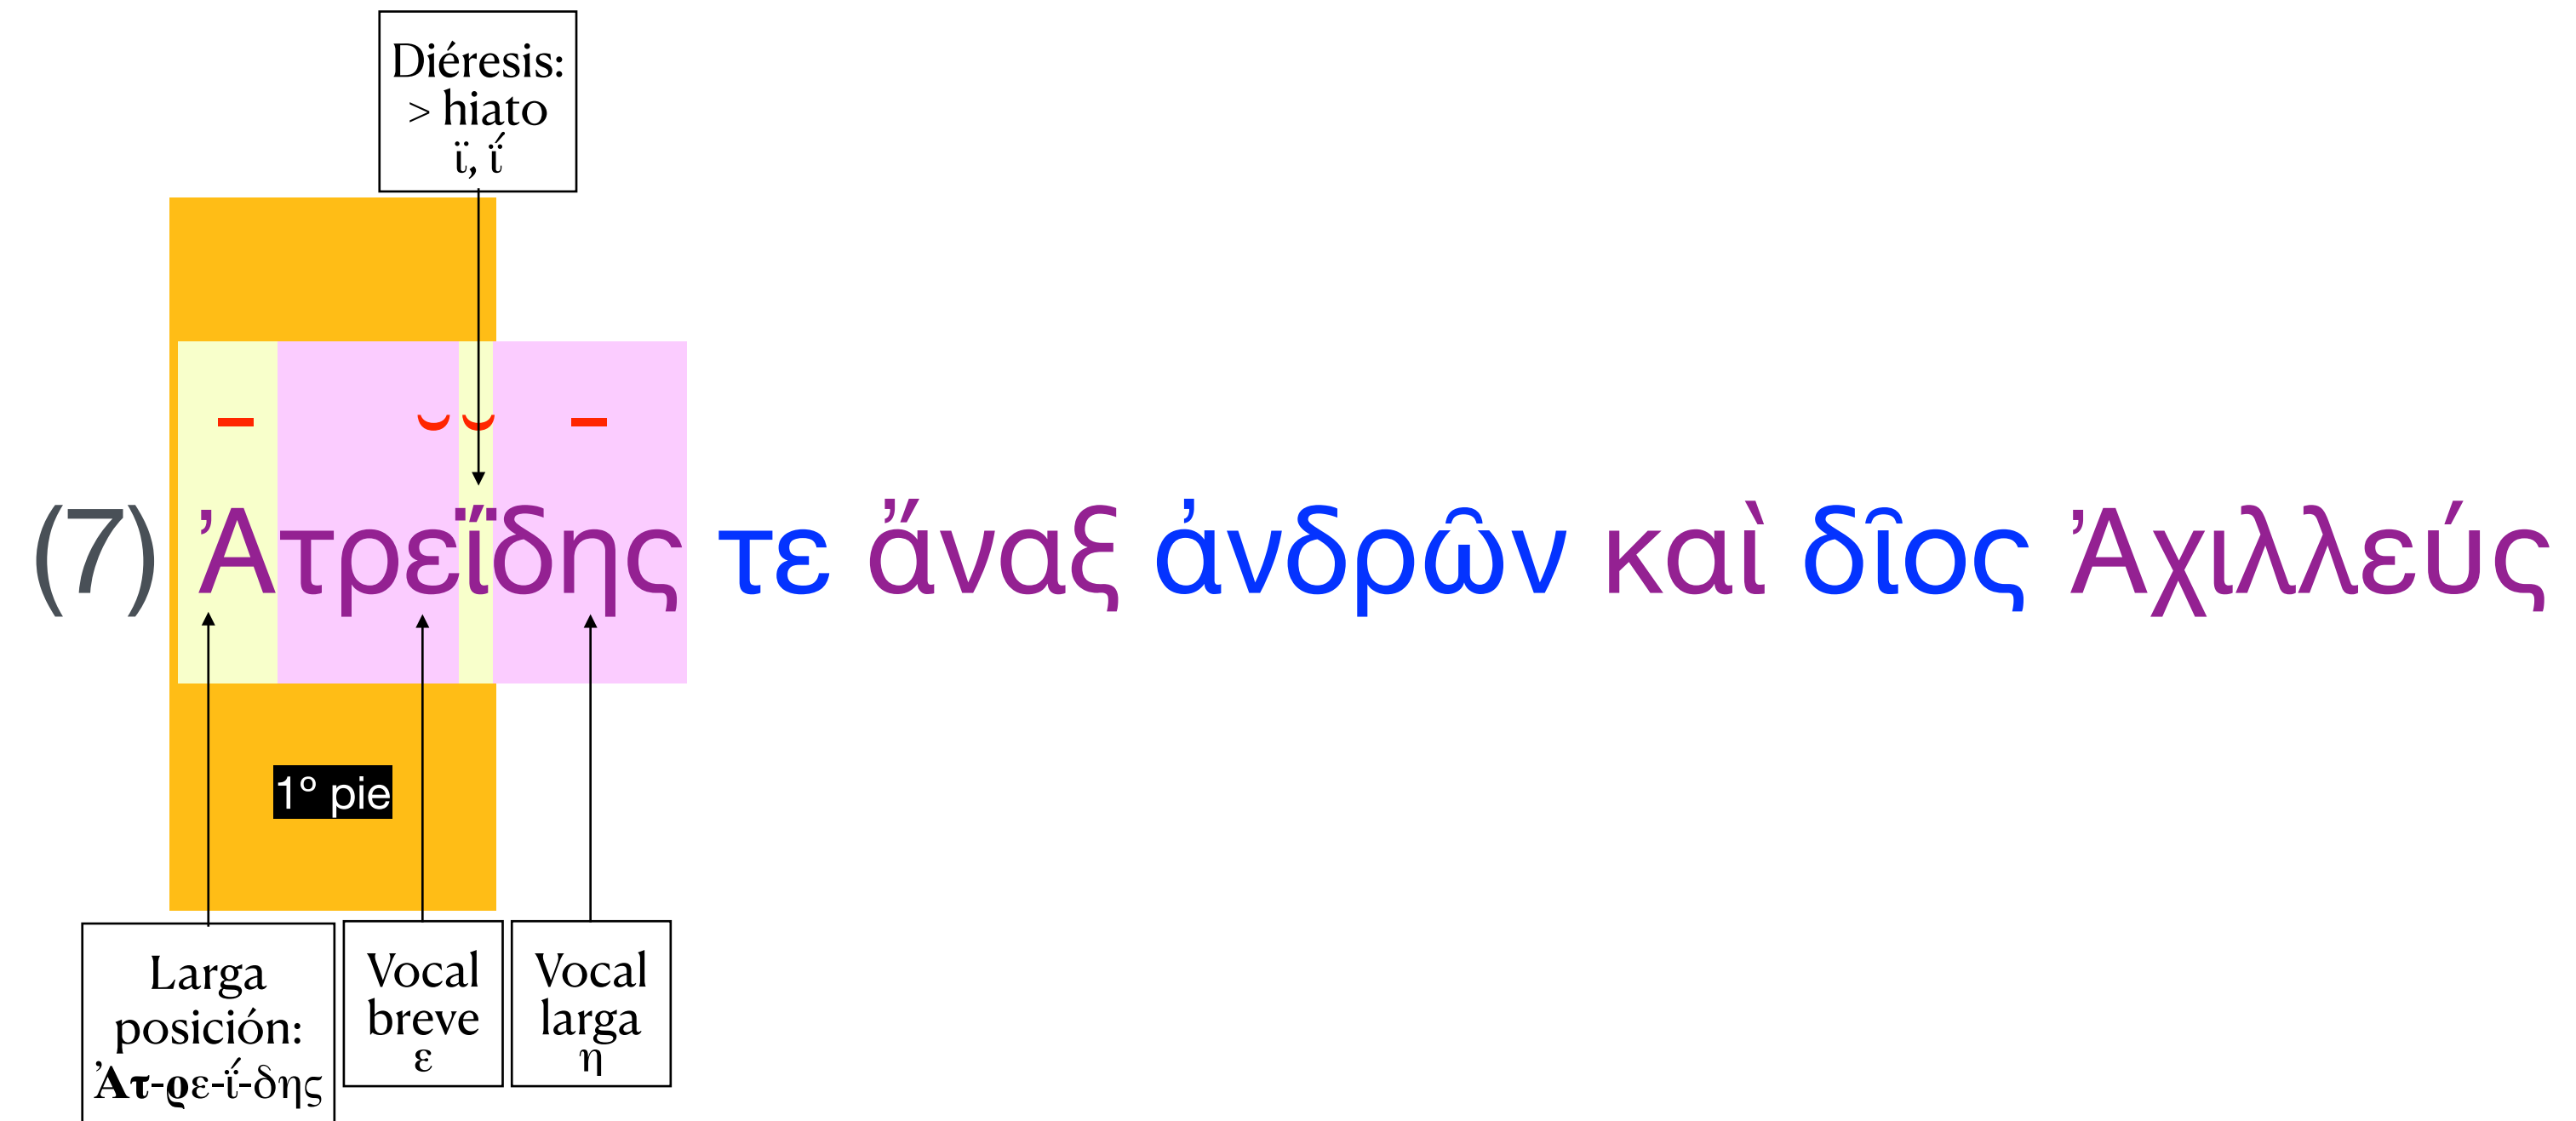 Diéresis:
> hiato
ϊ, ΐ
– ⏑ ⏑ –
(7) Ἀτρεΐδης τε ἄναξ ἀνδρῶν καὶ δῖος Ἀχιλλεύς
1º pie
Larga
posición:
Ἀτ-ρε-ΐ-δης
Vocal
breve
ε
Vocal
larga
η